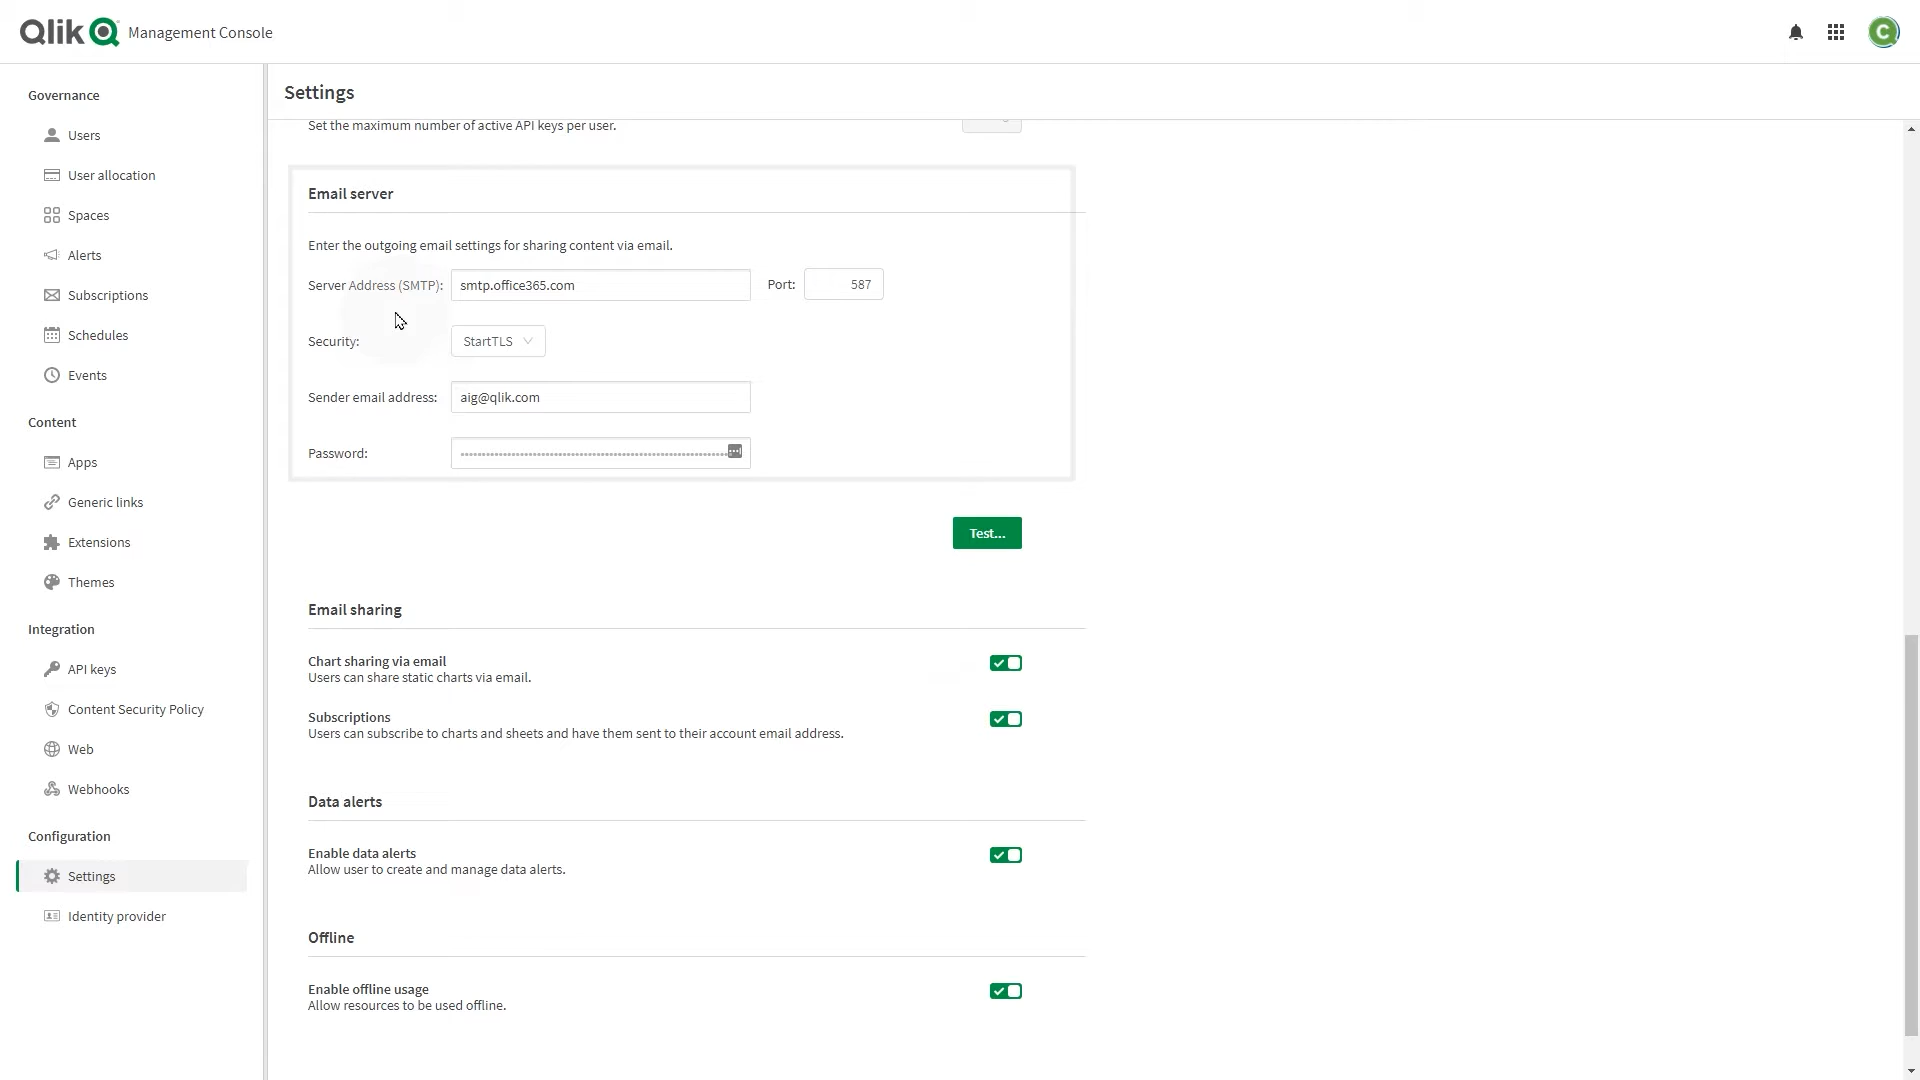 Qlik Management Console
C
Governance
Users
User allocation
Spaces
Alerts
Subscriptions
Schedules
Events
Content
Apps
Generic links
Extensions
Themes
Integration
API keys
Content Security Policy
Web
Webhooks
Configuration
Settings
Identity provider
Settings
Set the maximum number of active API keys per user.
Email server
Enter the outgoing email settings for sharing content via email.
Server Address (SMTP): smtp.office365.com Port: 587
Security: StartTLS
Sender email address: aig@qlik.com
Password:
Test...
Email sharing
Chart sharing via email
Users can share static charts via email.
Subscriptions
Users can subscribe to charts and sheets and have them sent to their account email address.
Data alerts
Enable data alerts
Allow user to create and manage data alerts.
Offline
Enable offline usage
Allow resources to be used offline.